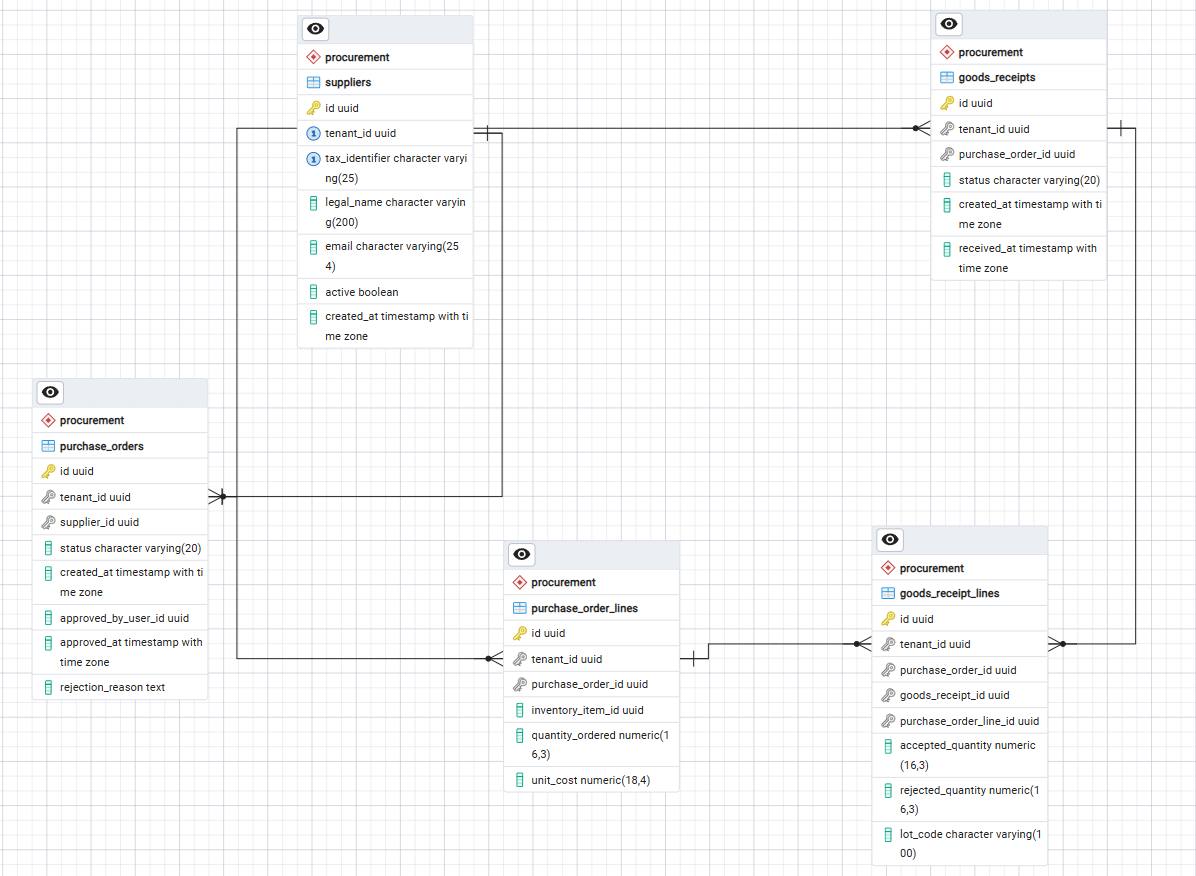 procurement
suppliers
id uuid
1 tenant_id uuid
1 tax_identifier character varyi
ng(25)
legal_name character varyin
g(200)
email character varying(25
4)
active boolean
created_at timestamp with ti
me zone
procurement
goods_receipts
id uuid
tenant_id uuid
purchase_order_id uuid
status character varying(20)
created_at timestamp with ti
me zone
received_at timestamp with
time zone
procurement
purchase_orders
id uuid
tenant_id uuid
supplier_id uuid
status character varying(20)
created_at timestamp with ti
me zone
approved_by_user_id uuid
approved_at timestamp with
time zone
rejection_reason text
procurement
purchase_order_lines
id uuid
tenant_id uuid
purchase_order_id uuid
inventory_item_id uuid
quantity_ordered numeric(1
6,3)
unit_cost numeric(18,4)
procurement
goods_receipt_lines
id uuid
tenant_id uuid
purchase_order_id uuid
goods_receipt_id uuid
purchase_order_line_id uuid
accepted_quantity numeric
(16,3)
rejected_quantity numeric(1
6,3)
lot_code character varying(1
00)